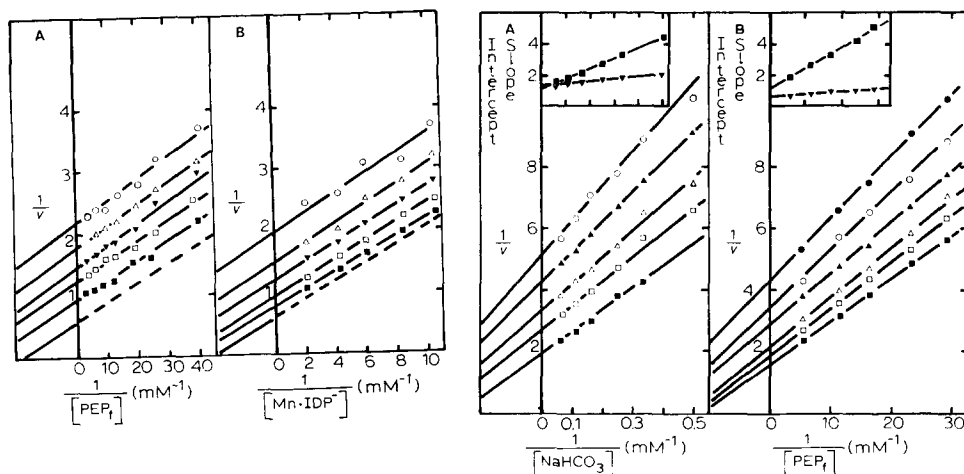 A
B
4
3
2
1
1/v
0 10 20 30 40
1/[PEPf] (mM⁻¹)
4
3
2
1
0 2 4 6 8 10
1/[Mn·IDP⁻] (mM⁻¹)
A
Intercept
Slope
4
2
8
6
4
2
1/v
0 0.1 0.3 0.5
1/[NaHCO₃] (mM⁻¹)
B
Intercept
Slope
4
2
8
6
4
2
1/v
0 10 20 30
1/[PEPf] (mM⁻¹)